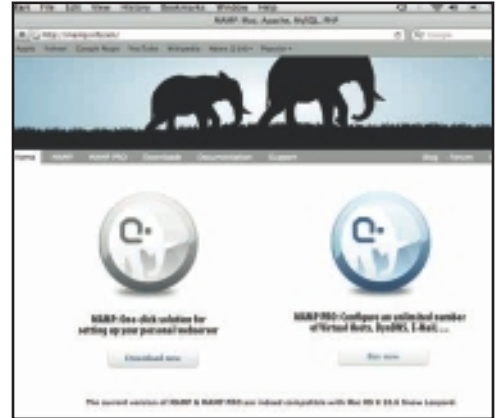 File Edit View History Bookmarks Window Help
MAMP: Mac, Apache, MySQL, PHP
Apple Yahoo! Google Maps YouTube Wikipedia News Popular
Home MAMP MAMP PRO Downloads Documentation Support Blog Forum
MAMP: One click solution for
setting up your personal webserver
MAMP PRO: Configure an unlimited number
of Virtual Hosts, DynDNS, E-Mail, ...
Download now
Buy now
The current version of MAMP & MAMP PRO are indeed compatible with Mac OS X 10.6 Snow Leopard.